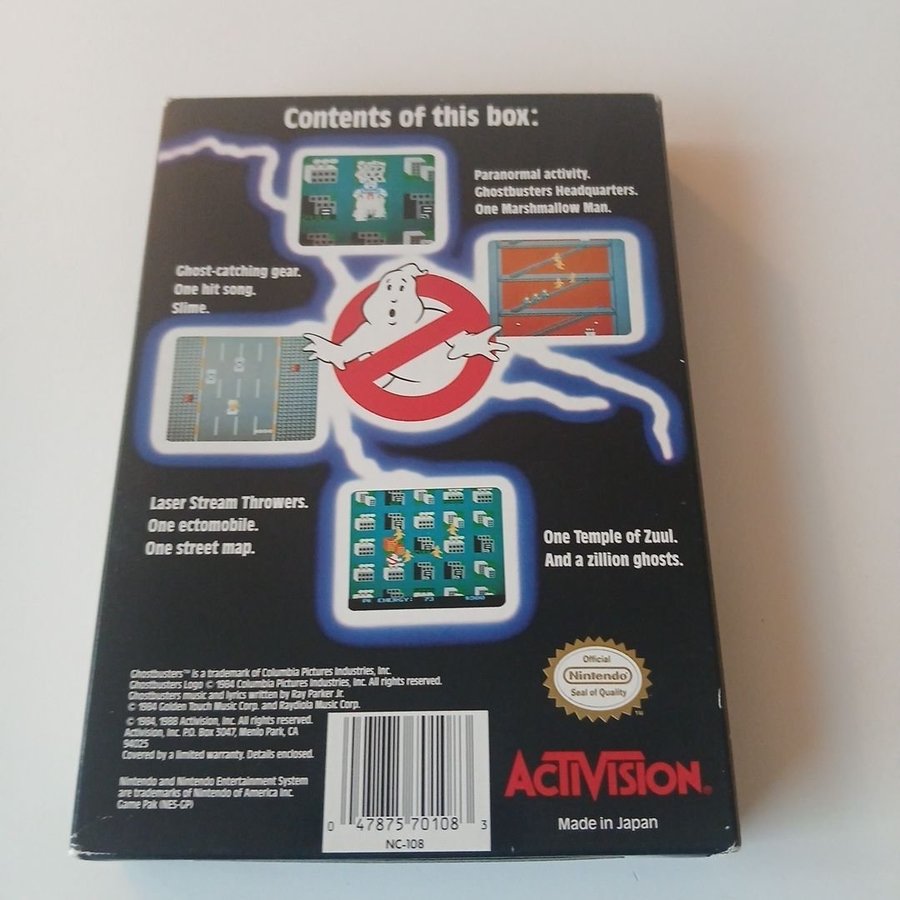 Contents of this box:
Paranormal activity.
Ghostbusters Headquarters.
One Marshmallow Man.
Ghost-catching gear.
One hit song.
Slime.
Laser Stream Throwers.
One ectomobile.
One street map.
One Temple of Zuul.
And a zillion ghosts.
Ghostbusters™ is a trademark of Columbia Pictures Industries, Inc.
Ghostbusters Logo © 1984 Columbia Pictures Industries, Inc. All rights reserved.
Ghostbusters music and lyrics written by Ray Parker Jr.
© 1984 Golden Touch Music Corp. and Raydiola Music Corp.
© 1984, 1988 Activision, Inc. All rights reserved.
Activision, Inc. P.O. Box 3047, Menlo Park, CA
94025
Covered by a limited warranty. Details enclosed.
Nintendo and Nintendo Entertainment System
are trademarks of Nintendo of America Inc.
Game Pak (NES-GP)
0 47875 70108 3
NC-108
Official
Nintendo®
Seal of Quality
TM
ACTIVISION®
Made in Japan